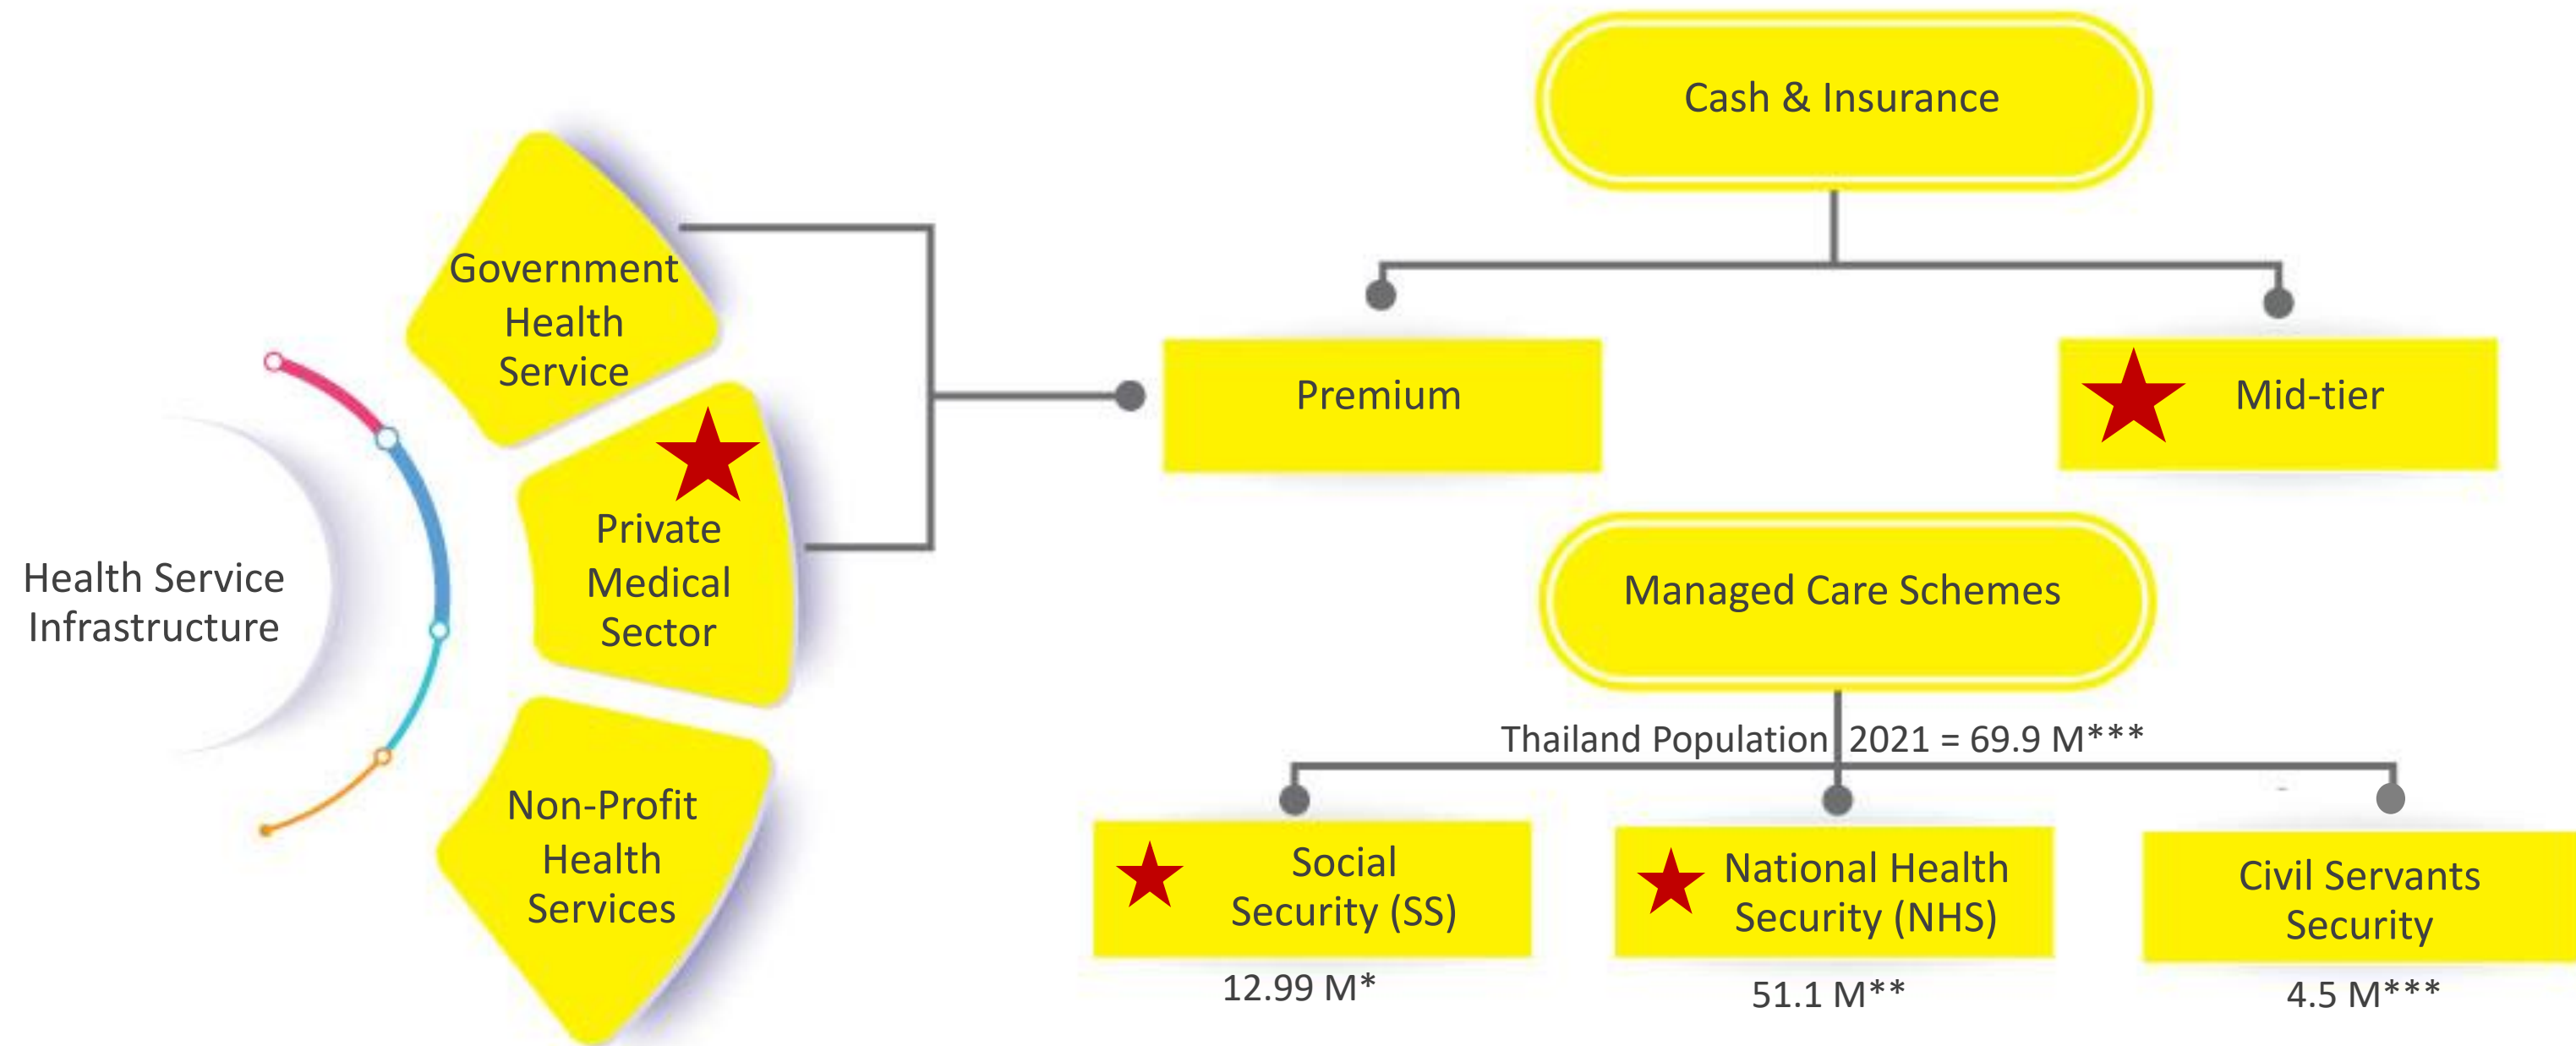 Health Service
Infrastructure
Government
Health
Service
Private
Medical
Sector
Non-Profit
Health
Services
Cash & Insurance
Premium
Mid-tier
Managed Care Schemes
Thailand Population 2021 = 69.9 M***
Social
Security (SS)
12.99 M*
National Health
Security (NHS)
51.1 M**
Civil Servants
Security
4.5 M***